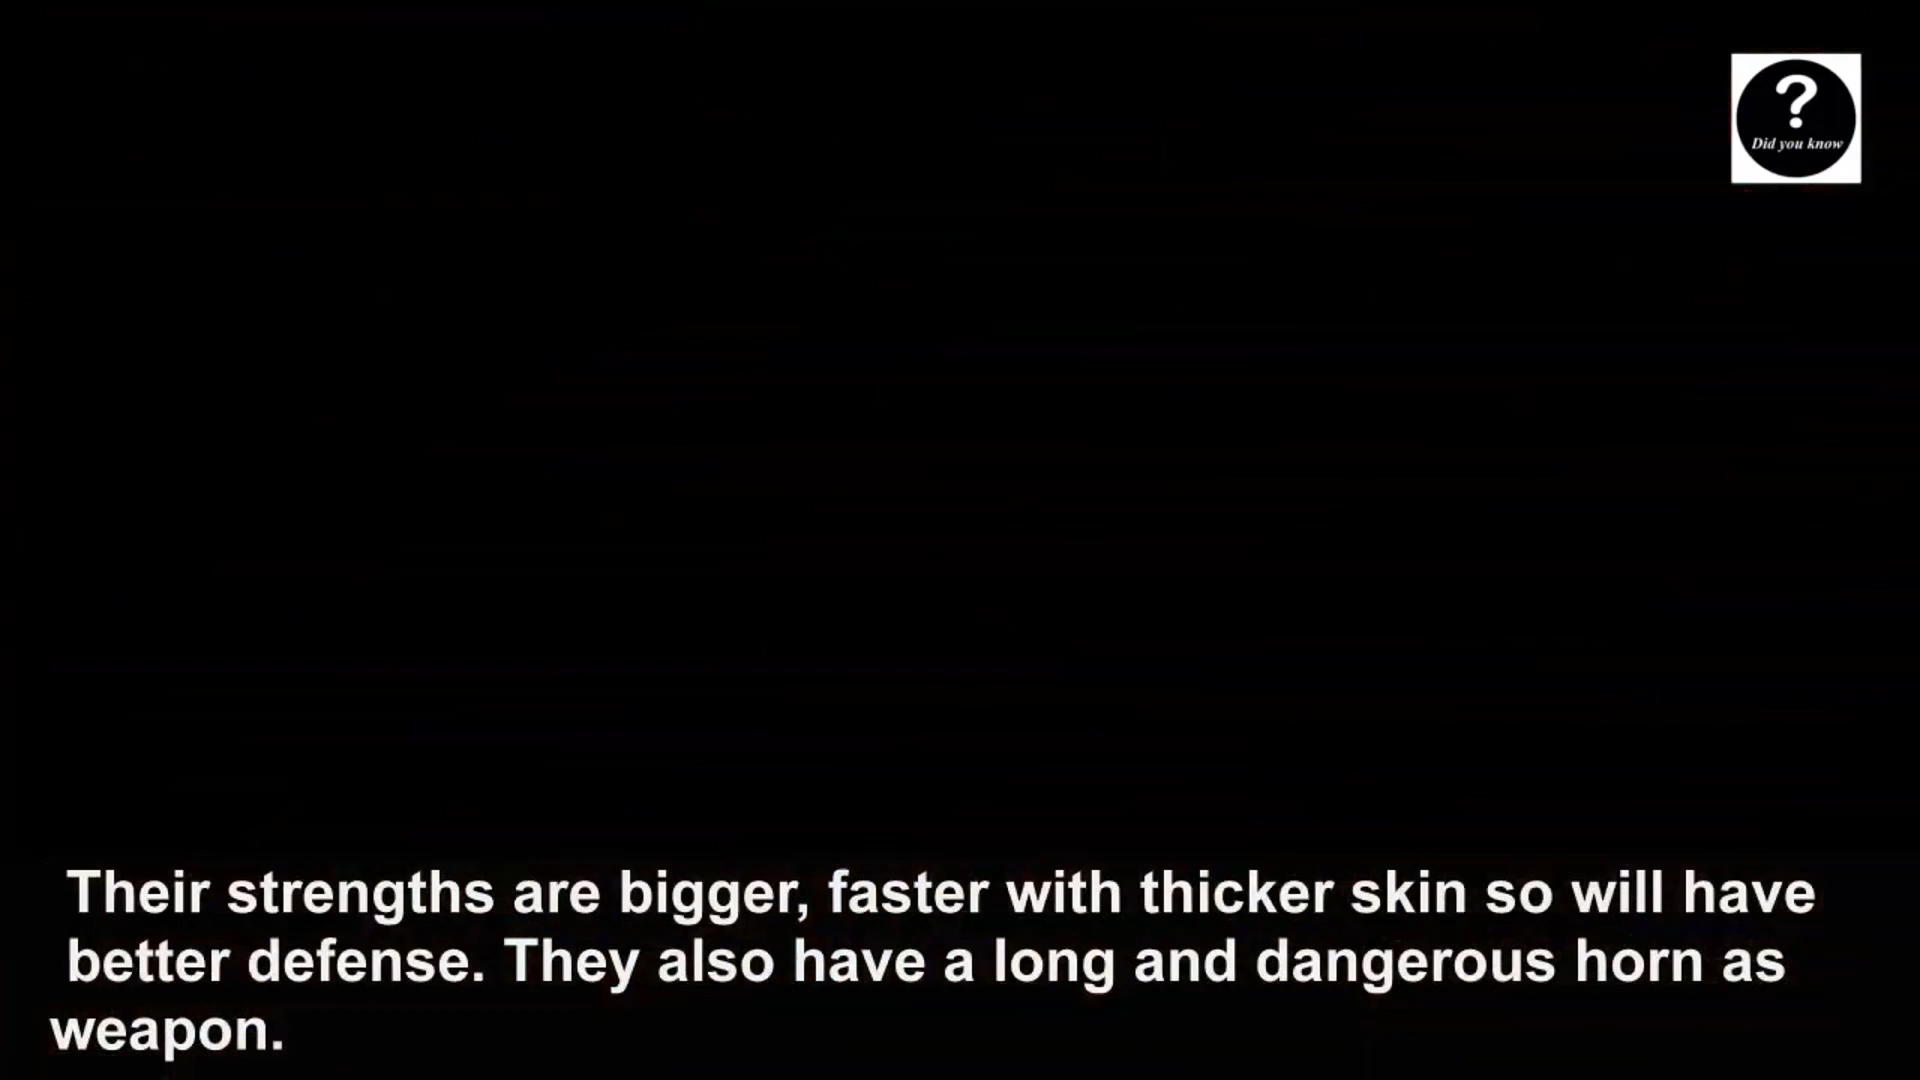 ?
Did you know
Their strengths are bigger, faster with thicker skin so will have
better defense. They also have a long and dangerous horn as
weapon.